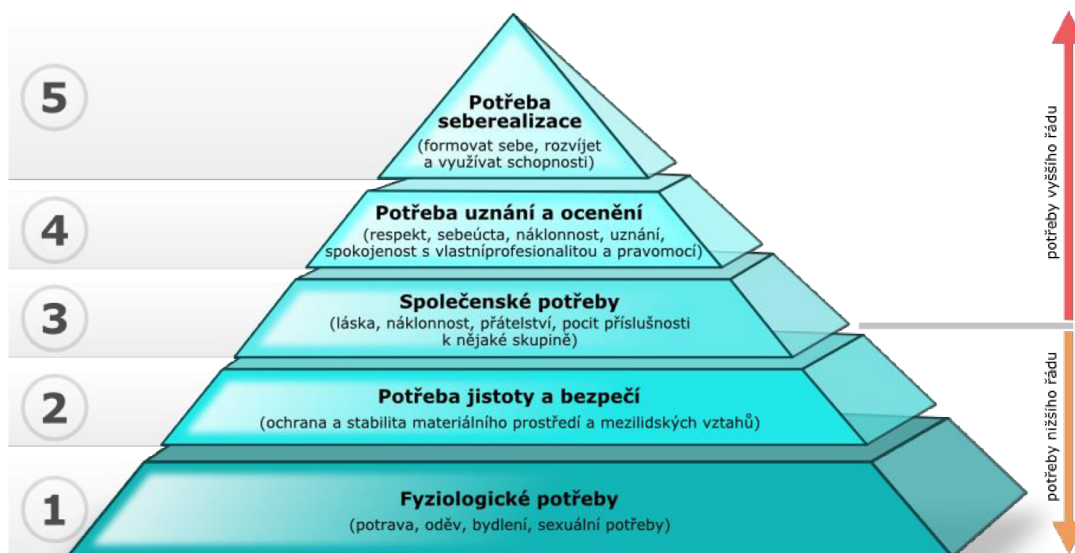 5
Potřeba
seberealizace
(formovat sebe, rozvíjet
a využívat schopnosti)
4
Potřeba uznání a ocenění
(respekt, sebeúcta, náklonnost, uznání,
spokojenost s vlastníprofesionalitou a pravomocí)
3
Společenské potřeby
(láska, náklonnost, přátelství, pocit příslušnosti
k nějaké skupině)
2
Potřeba jistoty a bezpečí
(ochrana a stabilita materiálního prostředí a mezilidských vztahů)
1
Fyziologické potřeby
(potrava, oděv, bydlení, sexuální potřeby)
potřeby vyššího řádu
potřeby nižšího řádu